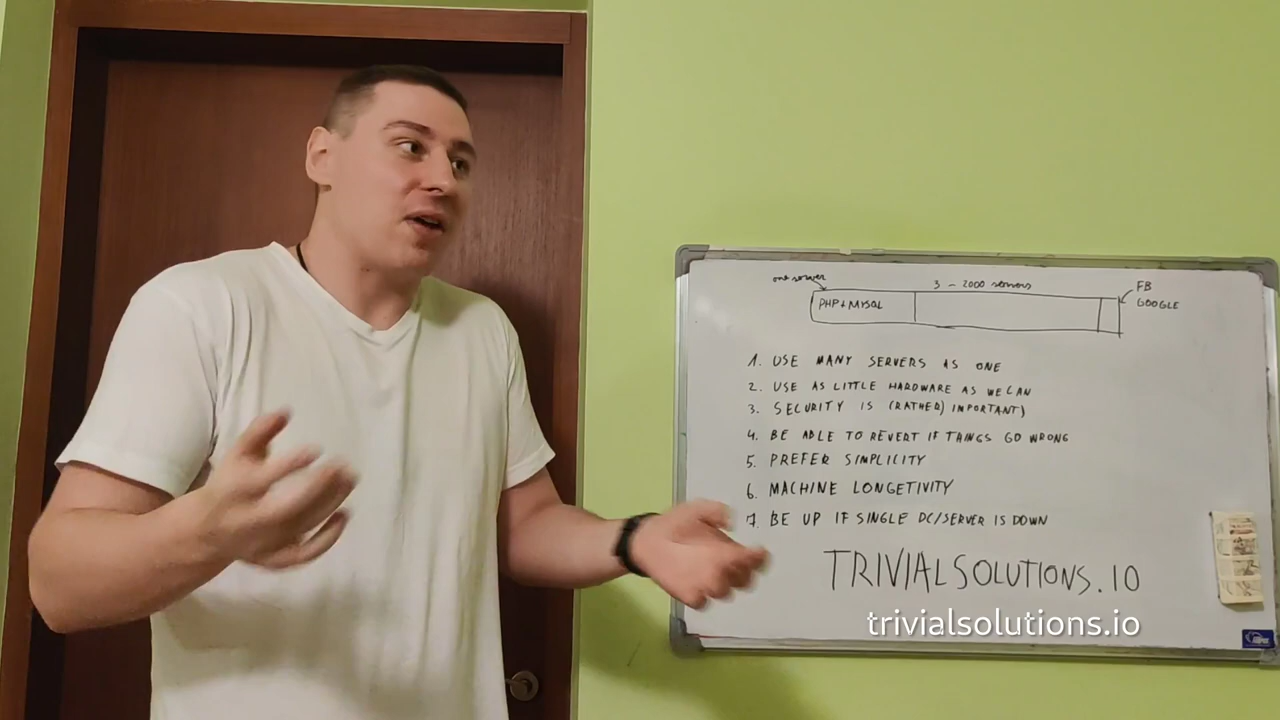 one server
3 - 2000 servers
FB
GOOGLE
PHP+MYSQL
1. USE MANY SERVERS AS ONE
2. USE AS LITTLE HARDWARE AS WE CAN
3. SECURITY IS (RATHER) IMPORTANT)
4. BE ABLE TO REVERT IF THINGS GO WRONG
5. PREFER SIMPLICITY
6. MACHINE LONGETIVITY
7. BE UP IF SINGLE DC/SERVER IS DOWN
TRIVIALSOLUTIONS.IO
trivialsolutions.io